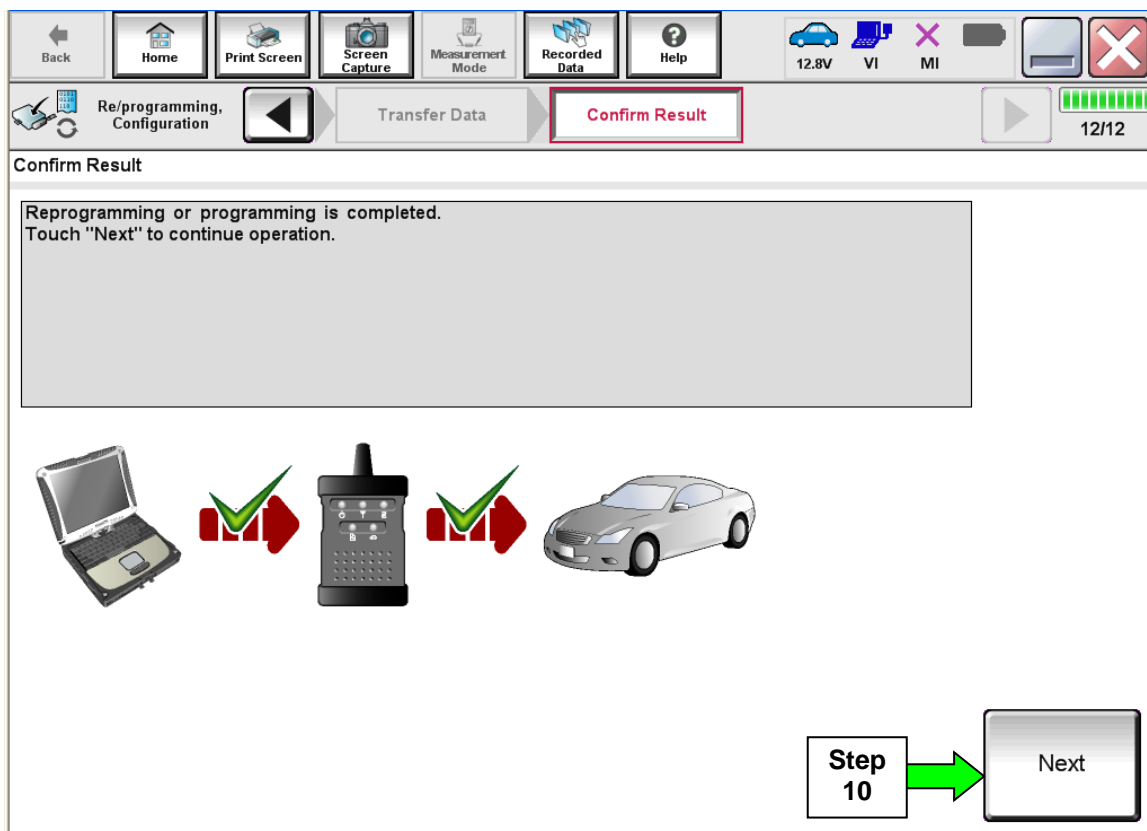 Back
Home
Print Screen
Screen
Capture
Measurement
Mode
Recorded
Data
Help
12.8V
VI
MI
Re/programming,
Configuration
Transfer Data
Confirm Result
12/12
Confirm Result
Reprogramming or programming is completed.
Touch "Next" to continue operation.
Step
10
Next